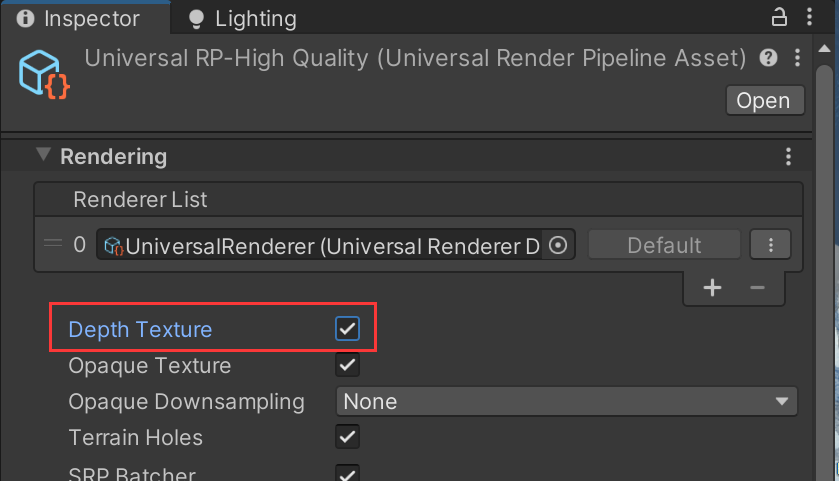 Inspector Lighting
Universal RP-High Quality (Universal Render Pipeline Asset)
Open
Rendering
Renderer List
0 UniversalRenderer (Universal Renderer D Default
Depth Texture
Opaque Texture
Opaque Downsampling None
Terrain Holes
SRP Batcher